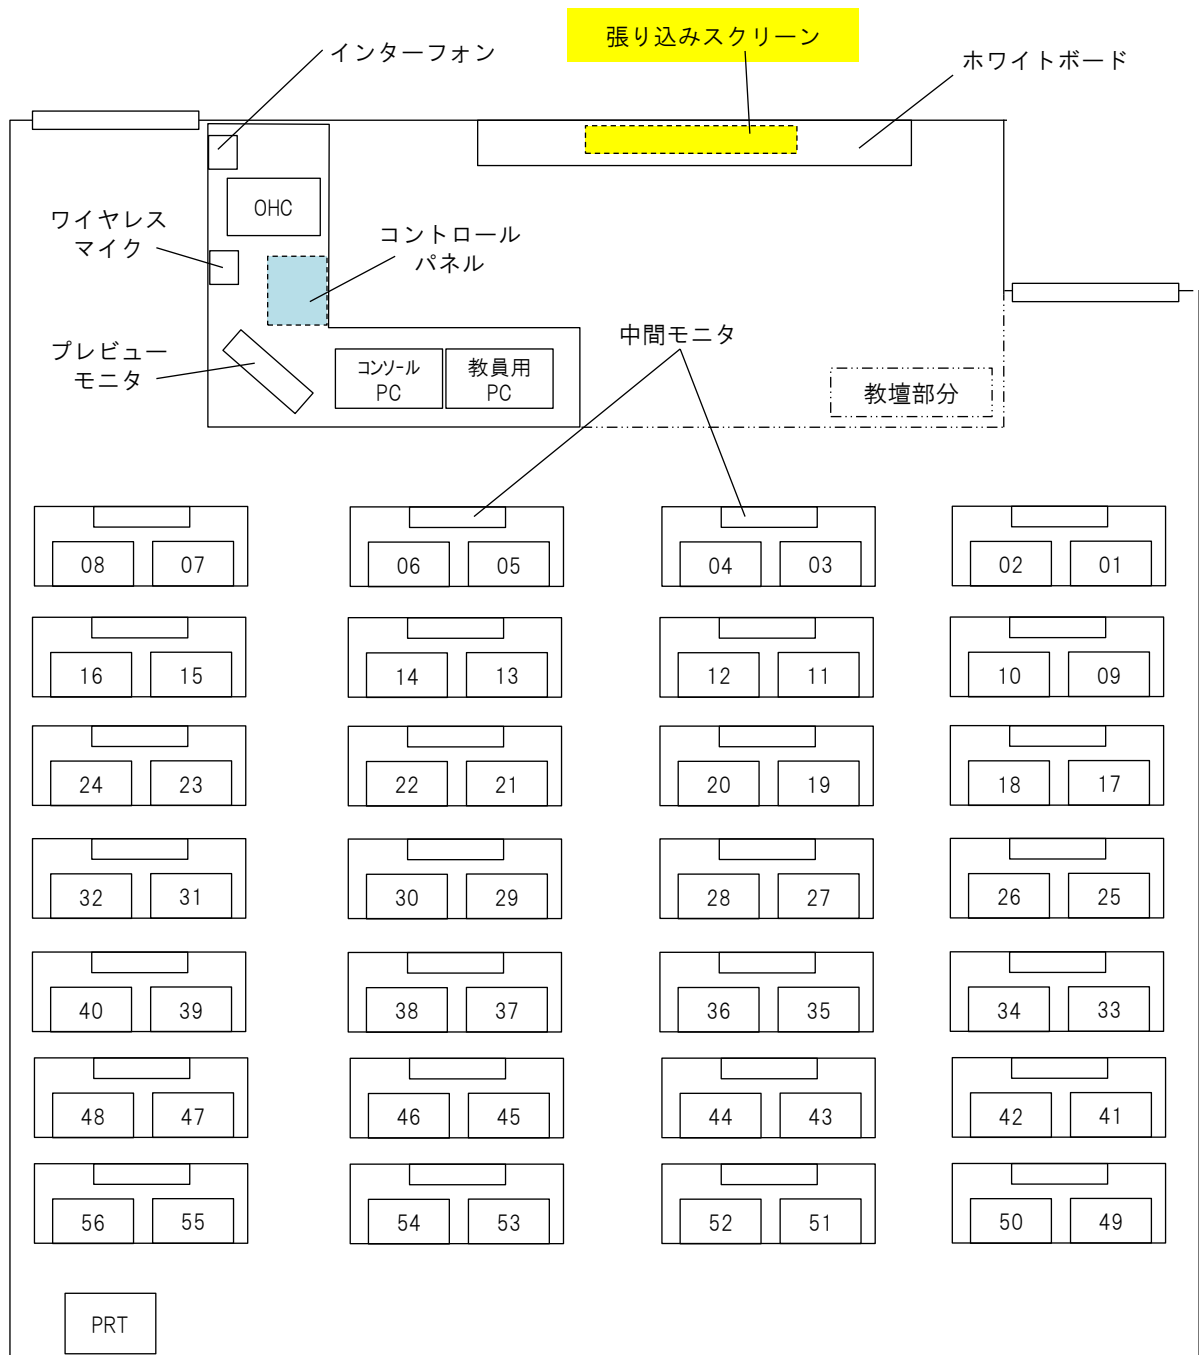 張り込みスクリーン
インターフォン
ホワイトボード
OHC
ワイヤレス
マイク
コントロール
パネル
中間モニタ
プレビュー
モニタ
コンソール
PC
教員用
PC
教壇部分
08 07 06 05 04 03 02 01
16 15 14 13 12 11 10 09
24 23 22 21 20 19 18 17
32 31 30 29 28 27 26 25
40 39 38 37 36 35 34 33
48 47 46 45 44 43 42 41
56 55 54 53 52 51 50 49
PRT